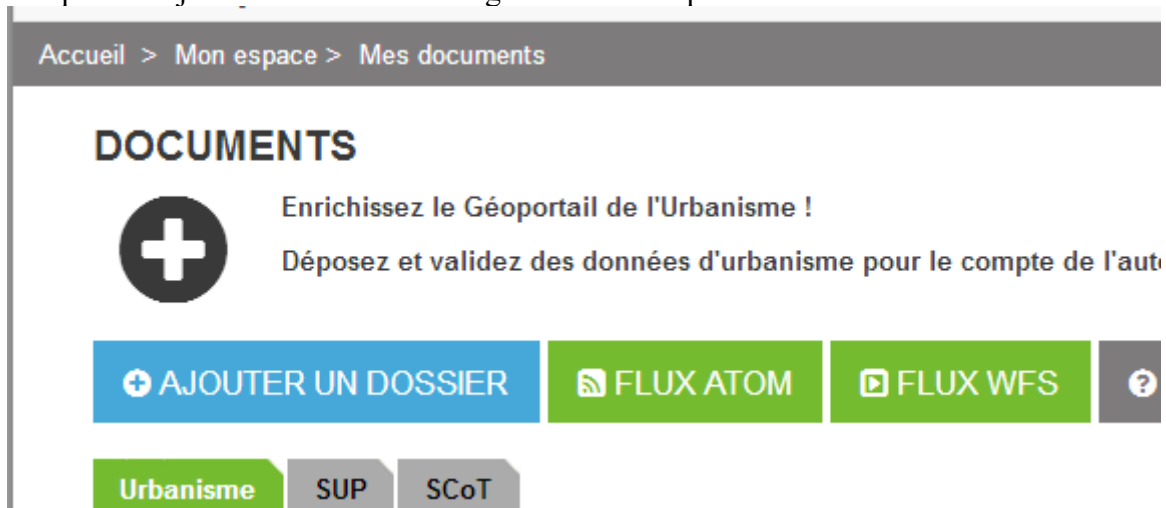 Accueil > Mon espace > Mes documents
DOCUMENTS
Enrichissez le Géoportail de l'Urbanisme !
Déposez et validez des données d'urbanisme pour le compte de
AJOUTER UN DOSSIER FLUX ATOM FLUX WFS
Urbanisme SUP SCoT